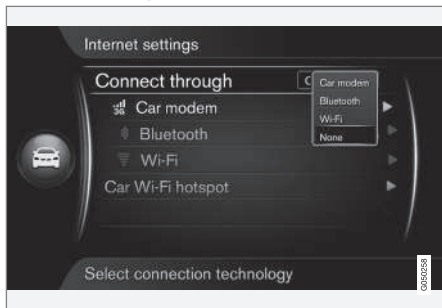 Internet settings
Connect through
Car modem
Bluetooth
Wi-Fi
None
3G Car modem
Bluetooth
Wi-Fi
Car Wi-Fi hotspot
Select connection technology
G050258